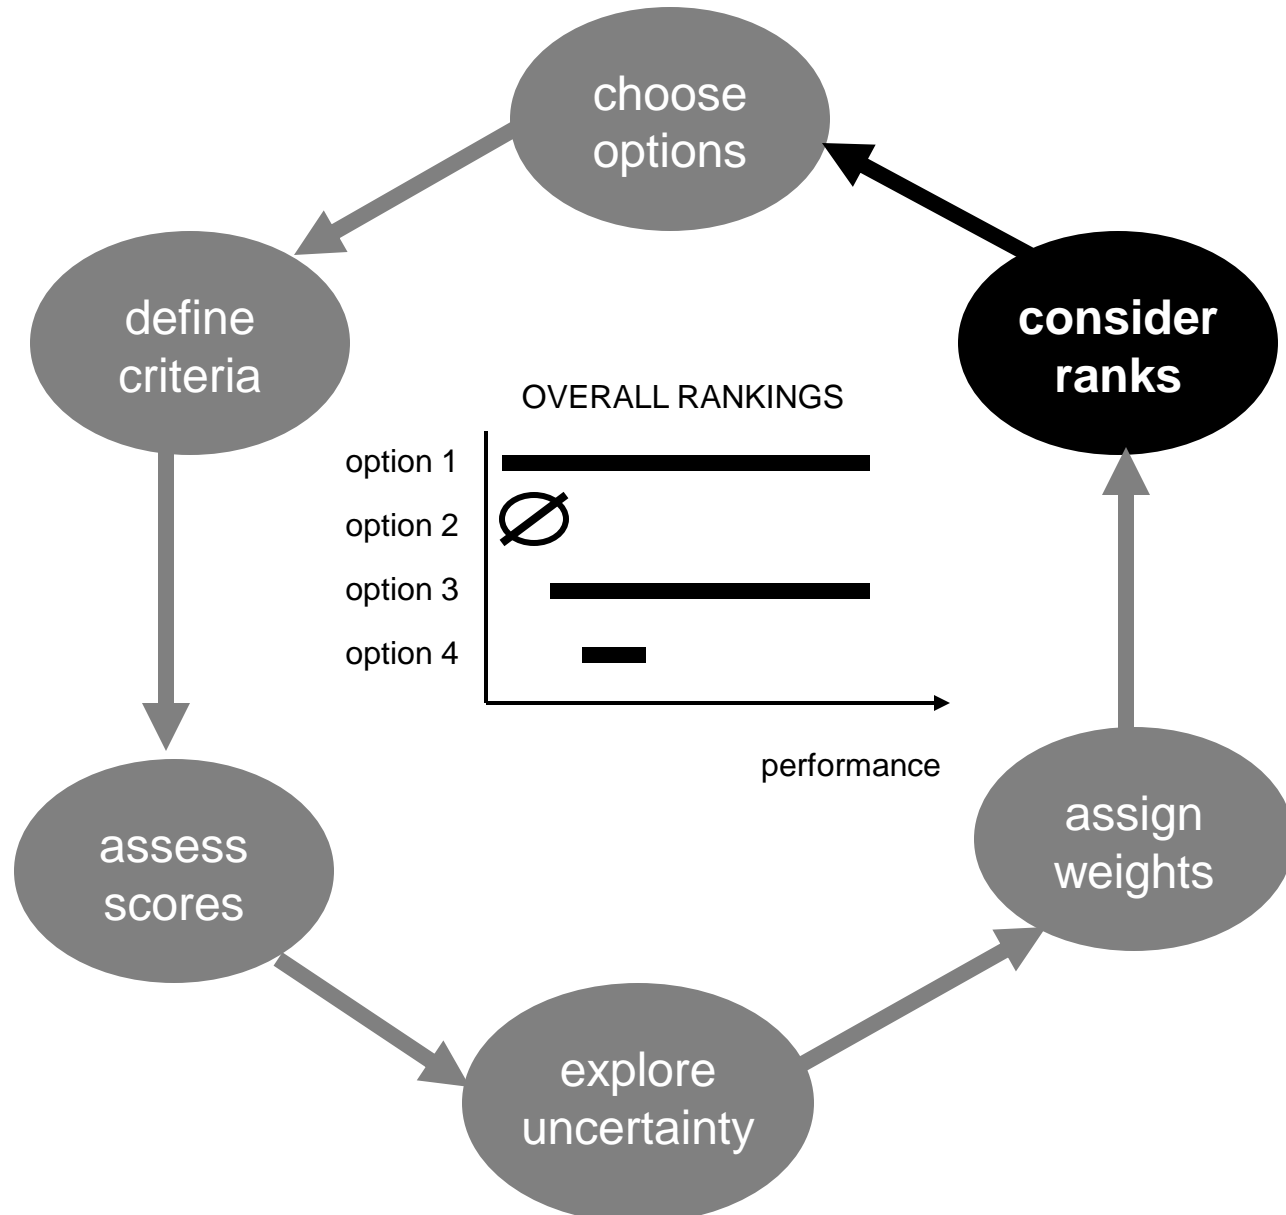 choose
options
define
criteria
consider
ranks
OVERALL RANKINGS
option 1
option 2
option 3
option 4
performance
assess
scores
assign
weights
explore
uncertainty